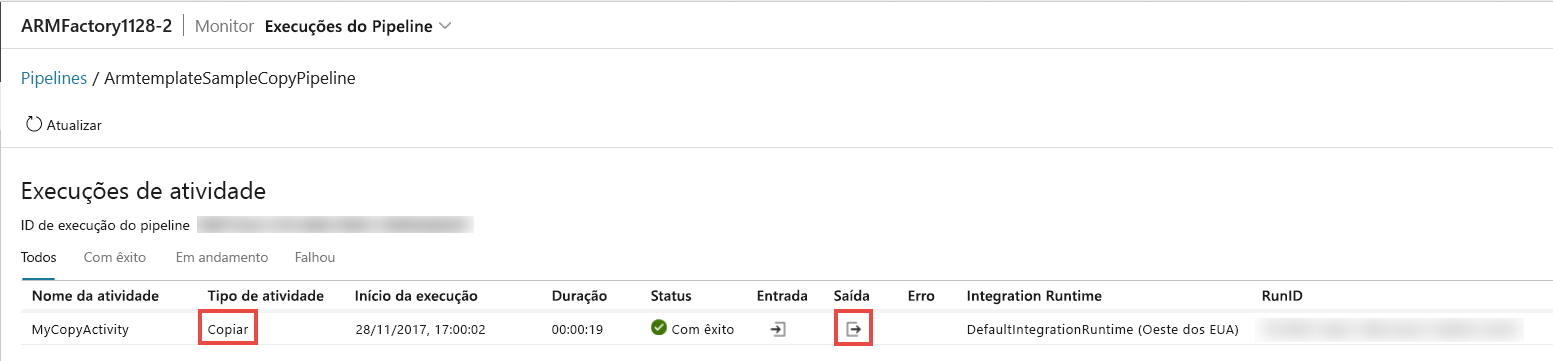 ARMFactory1128-2 Monitor Execuções do Pipeline
Pipelines / ArmtemplateSampleCopyPipeline
Atualizar
Execuções de atividade
ID de execução do pipeline
Todos Com êxito Em andamento Falhou
Nome da atividade Tipo de atividade Início da execução Duração Status Entrada Saída Erro Integration Runtime RunID
MyCopyActivity Copiar 28/11/2017, 17:00:02 00:00:19 Com êxito DefaultIntegrationRuntime (Oeste dos EUA)